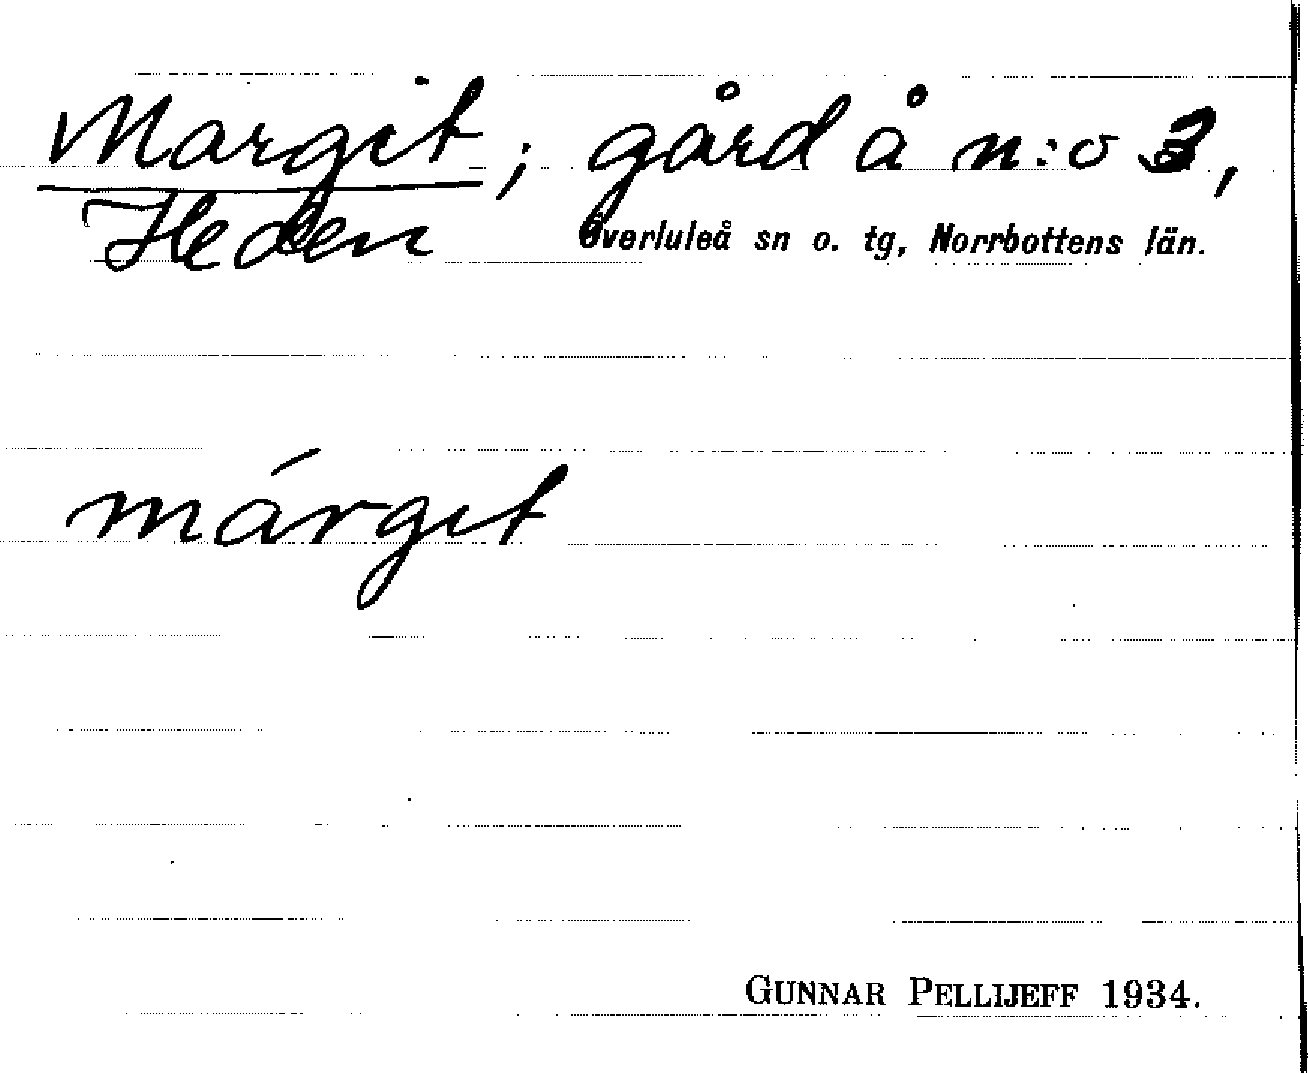 Margit; gård å n:o 3,
Heden Överluleå sn o. tg, Norrbottens län.
márgit
GUNNAR PELLIJEFF 1934.